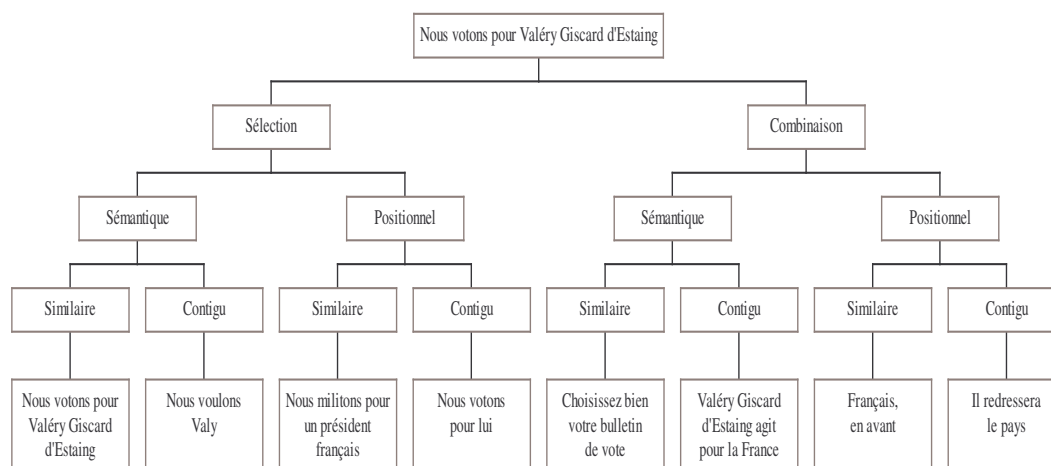 Nous votons pour Valéry Giscard d'Estaing
Sélection
Combinaison
Sémantique
Positionnel
Sémantique
Positionnel
Similaire
Contigu
Similaire
Contigu
Similaire
Contigu
Similaire
Contigu
Nous votons pour
Valéry Giscard
d'Estaing
Nous voulons
Valy
Nous militons pour
un président
français
Nous votons
pour lui
Choisissez bien
votre bulletin
de vote
Valéry Giscard
d'Estaing agit
pour la France
Français,
en avant
Il redressera
le pays